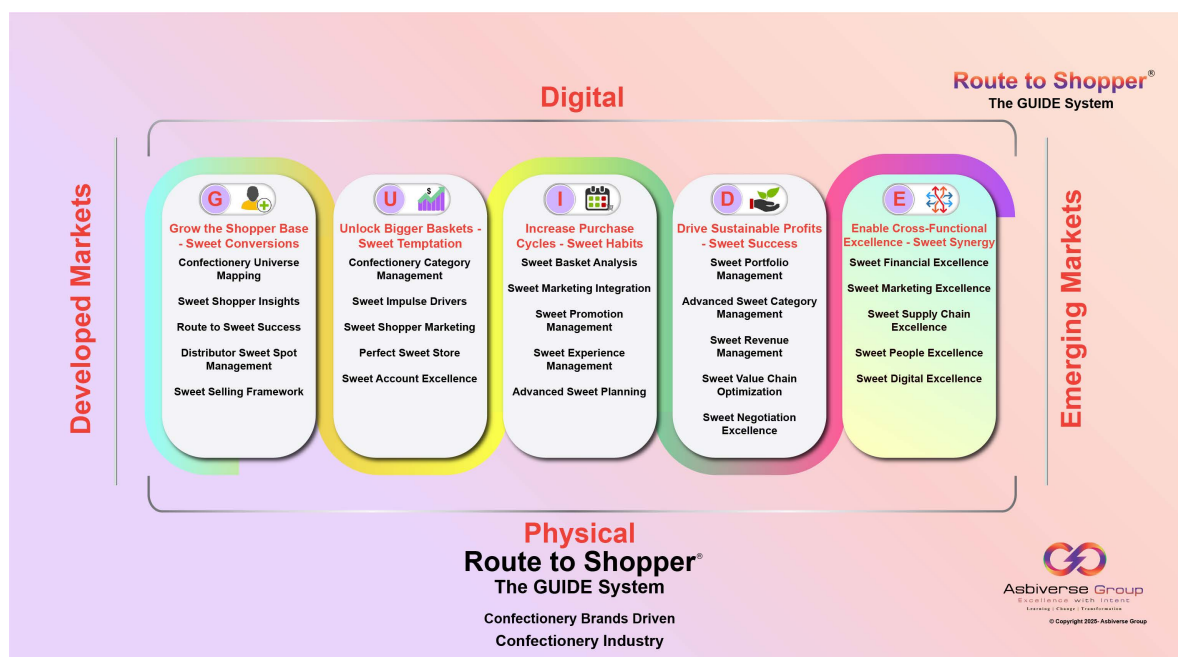 Digital
Route to Shopper®
The GUIDE System
Developed Markets
Emerging Markets
G
Grow the Shopper Base
- Sweet Conversions
Confectionery Universe
Mapping
Sweet Shopper Insights
Route to Sweet Success
Distributor Sweet Spot
Management
Sweet Selling Framework
U
$
Unlock Bigger Baskets -
Sweet Temptation
Confectionery Category
Management
Sweet Impulse Drivers
Sweet Shopper Marketing
Perfect Sweet Store
Sweet Account Excellence
I
Increase Purchase
Cycles - Sweet Habits
Sweet Basket Analysis
Sweet Marketing Integration
Sweet Promotion
Management
Sweet Experience
Management
Advanced Sweet Planning
D
Drive Sustainable Profits
- Sweet Success
Sweet Portfolio
Management
Advanced Sweet Category
Management
Sweet Revenue
Management
Sweet Value Chain
Optimization
Sweet Negotiation
Excellence
E
Enable Cross-Functional
Excellence - Sweet Synergy
Sweet Financial Excellence
Sweet Marketing Excellence
Sweet Supply Chain
Excellence
Sweet People Excellence
Sweet Digital Excellence
Physical
Route to Shopper®
The GUIDE System
Confectionery Brands Driven
Confectionery Industry
Asbiverse Group
Excellence with Intent
Learning | Change | Transformation
© Copyright 2025- Asbiverse Group